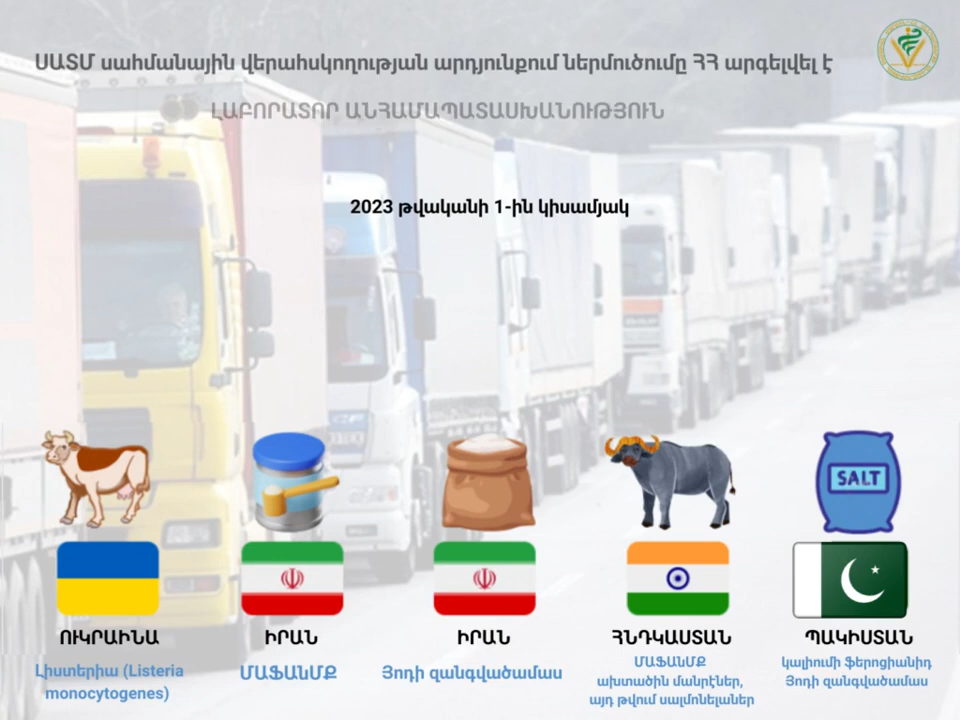 ՍԱՏՄ սահմանային վերահսկողության արդյունքում ներմուծումը ՀՀ արգելվել է
ԼԱԲՈՐԱՏՈՐ ԱՆՀԱՄԱՊԱՏԱՍԽԱՆՈՒԹՅՈՒՆ
2023 թվականի 1-ին կիսամյակ
SALT
ՈՒԿՐԱԻՆԱ
ԻՐԱՆ
ԻՐԱՆ
ՀՆԴԿԱՍՏԱՆ
ՊԱԿԻՍՏԱՆ
Լիստերիա (Listeria
monocytogenes)
ՄԱՖԱնՄՔ
Յոդի զանգվածամաս
ՄԱՖԱնՄՔ
ախտածին մանրէներ,
այդ թվում սալմոնելաներ
կալիումի ֆերոցիանիդ
Յոդի զանգվածամաս